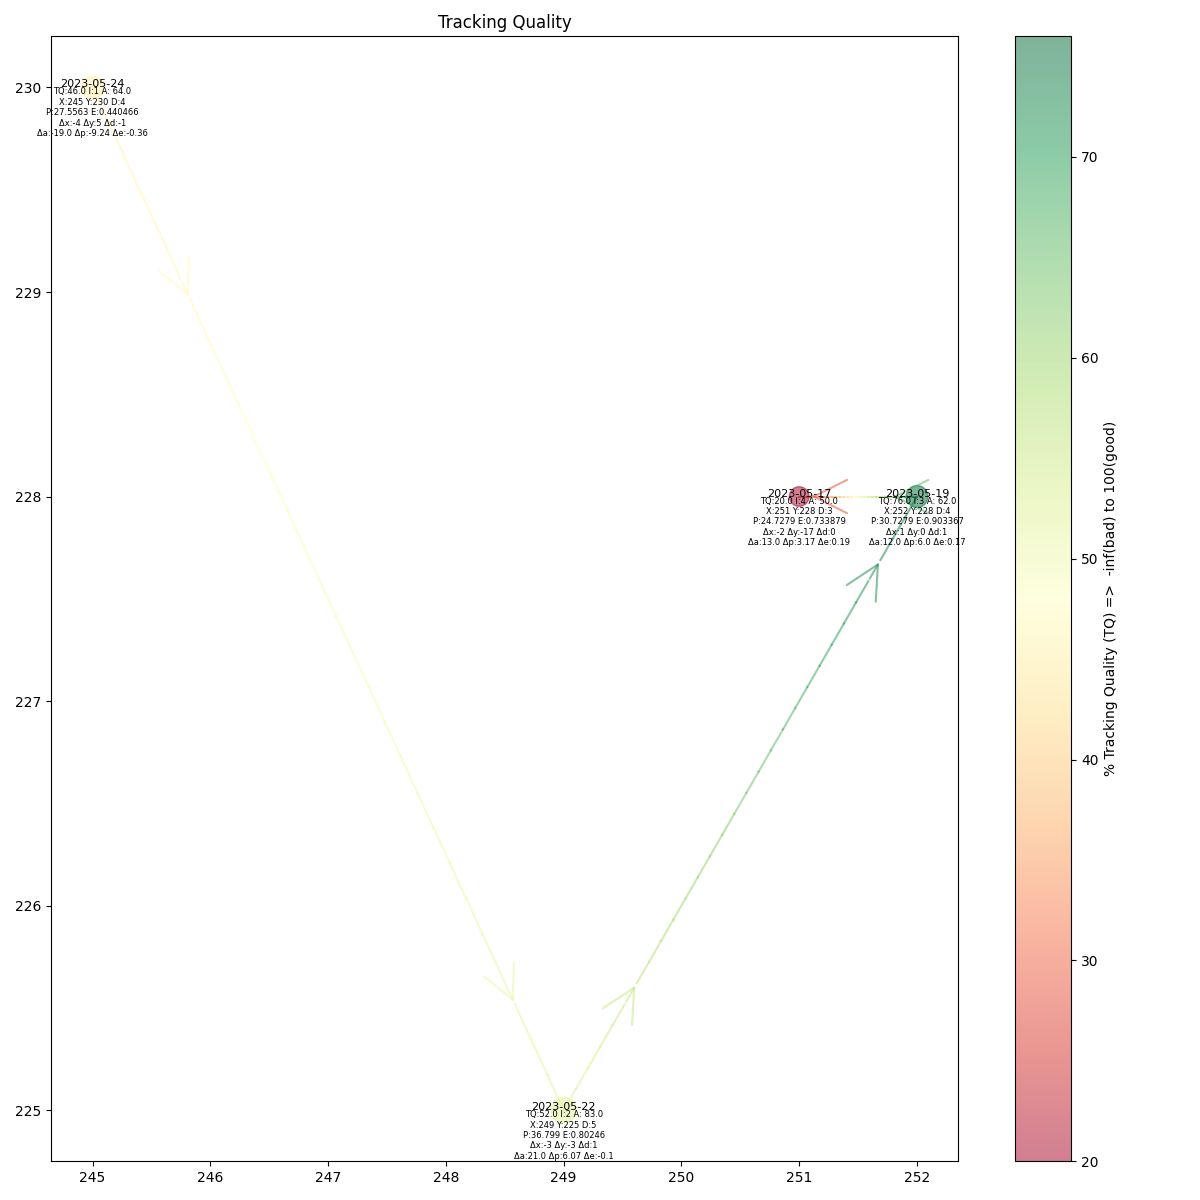 Tracking Quality
230
229
228
227
226
225
2023-05-24
TQ:46.0 I:1 A: 64.0
X:245 Y:230 D:4
P:27.5563 E:0.440466
Δx:-4 Δy:5 Δd:-1
Δa:-19.0 Δp:-9.24 Δe:-0.36
2023-05-17
TQ:20.0 I:4 A: 50.0
X:251 Y:228 D:3
P:24.7279 E:0.733879
Δx:-2 Δy:-17 Δd:0
Δa:13.0 Δp:3.17 Δe:0.19
2023-05-19
TQ:76.0 I:3 A: 62.0
X:252 Y:228 D:4
P:30.7279 E:0.903367
Δx:1 Δy:0 Δd:1
Δa:12.0 Δp:6.0 Δe:0.17
2023-05-22
TQ:52.0 I:2 A: 83.0
X:249 Y:225 D:5
P:36.799 E:0.80246
Δx:-3 Δy:-3 Δd:1
Δa:21.0 Δp:6.07 Δe:-0.1
245 246 247 248 249 250 251 252
70
60
50
40
30
20
% Tracking Quality (TQ) => -inf(bad) to 100(good)